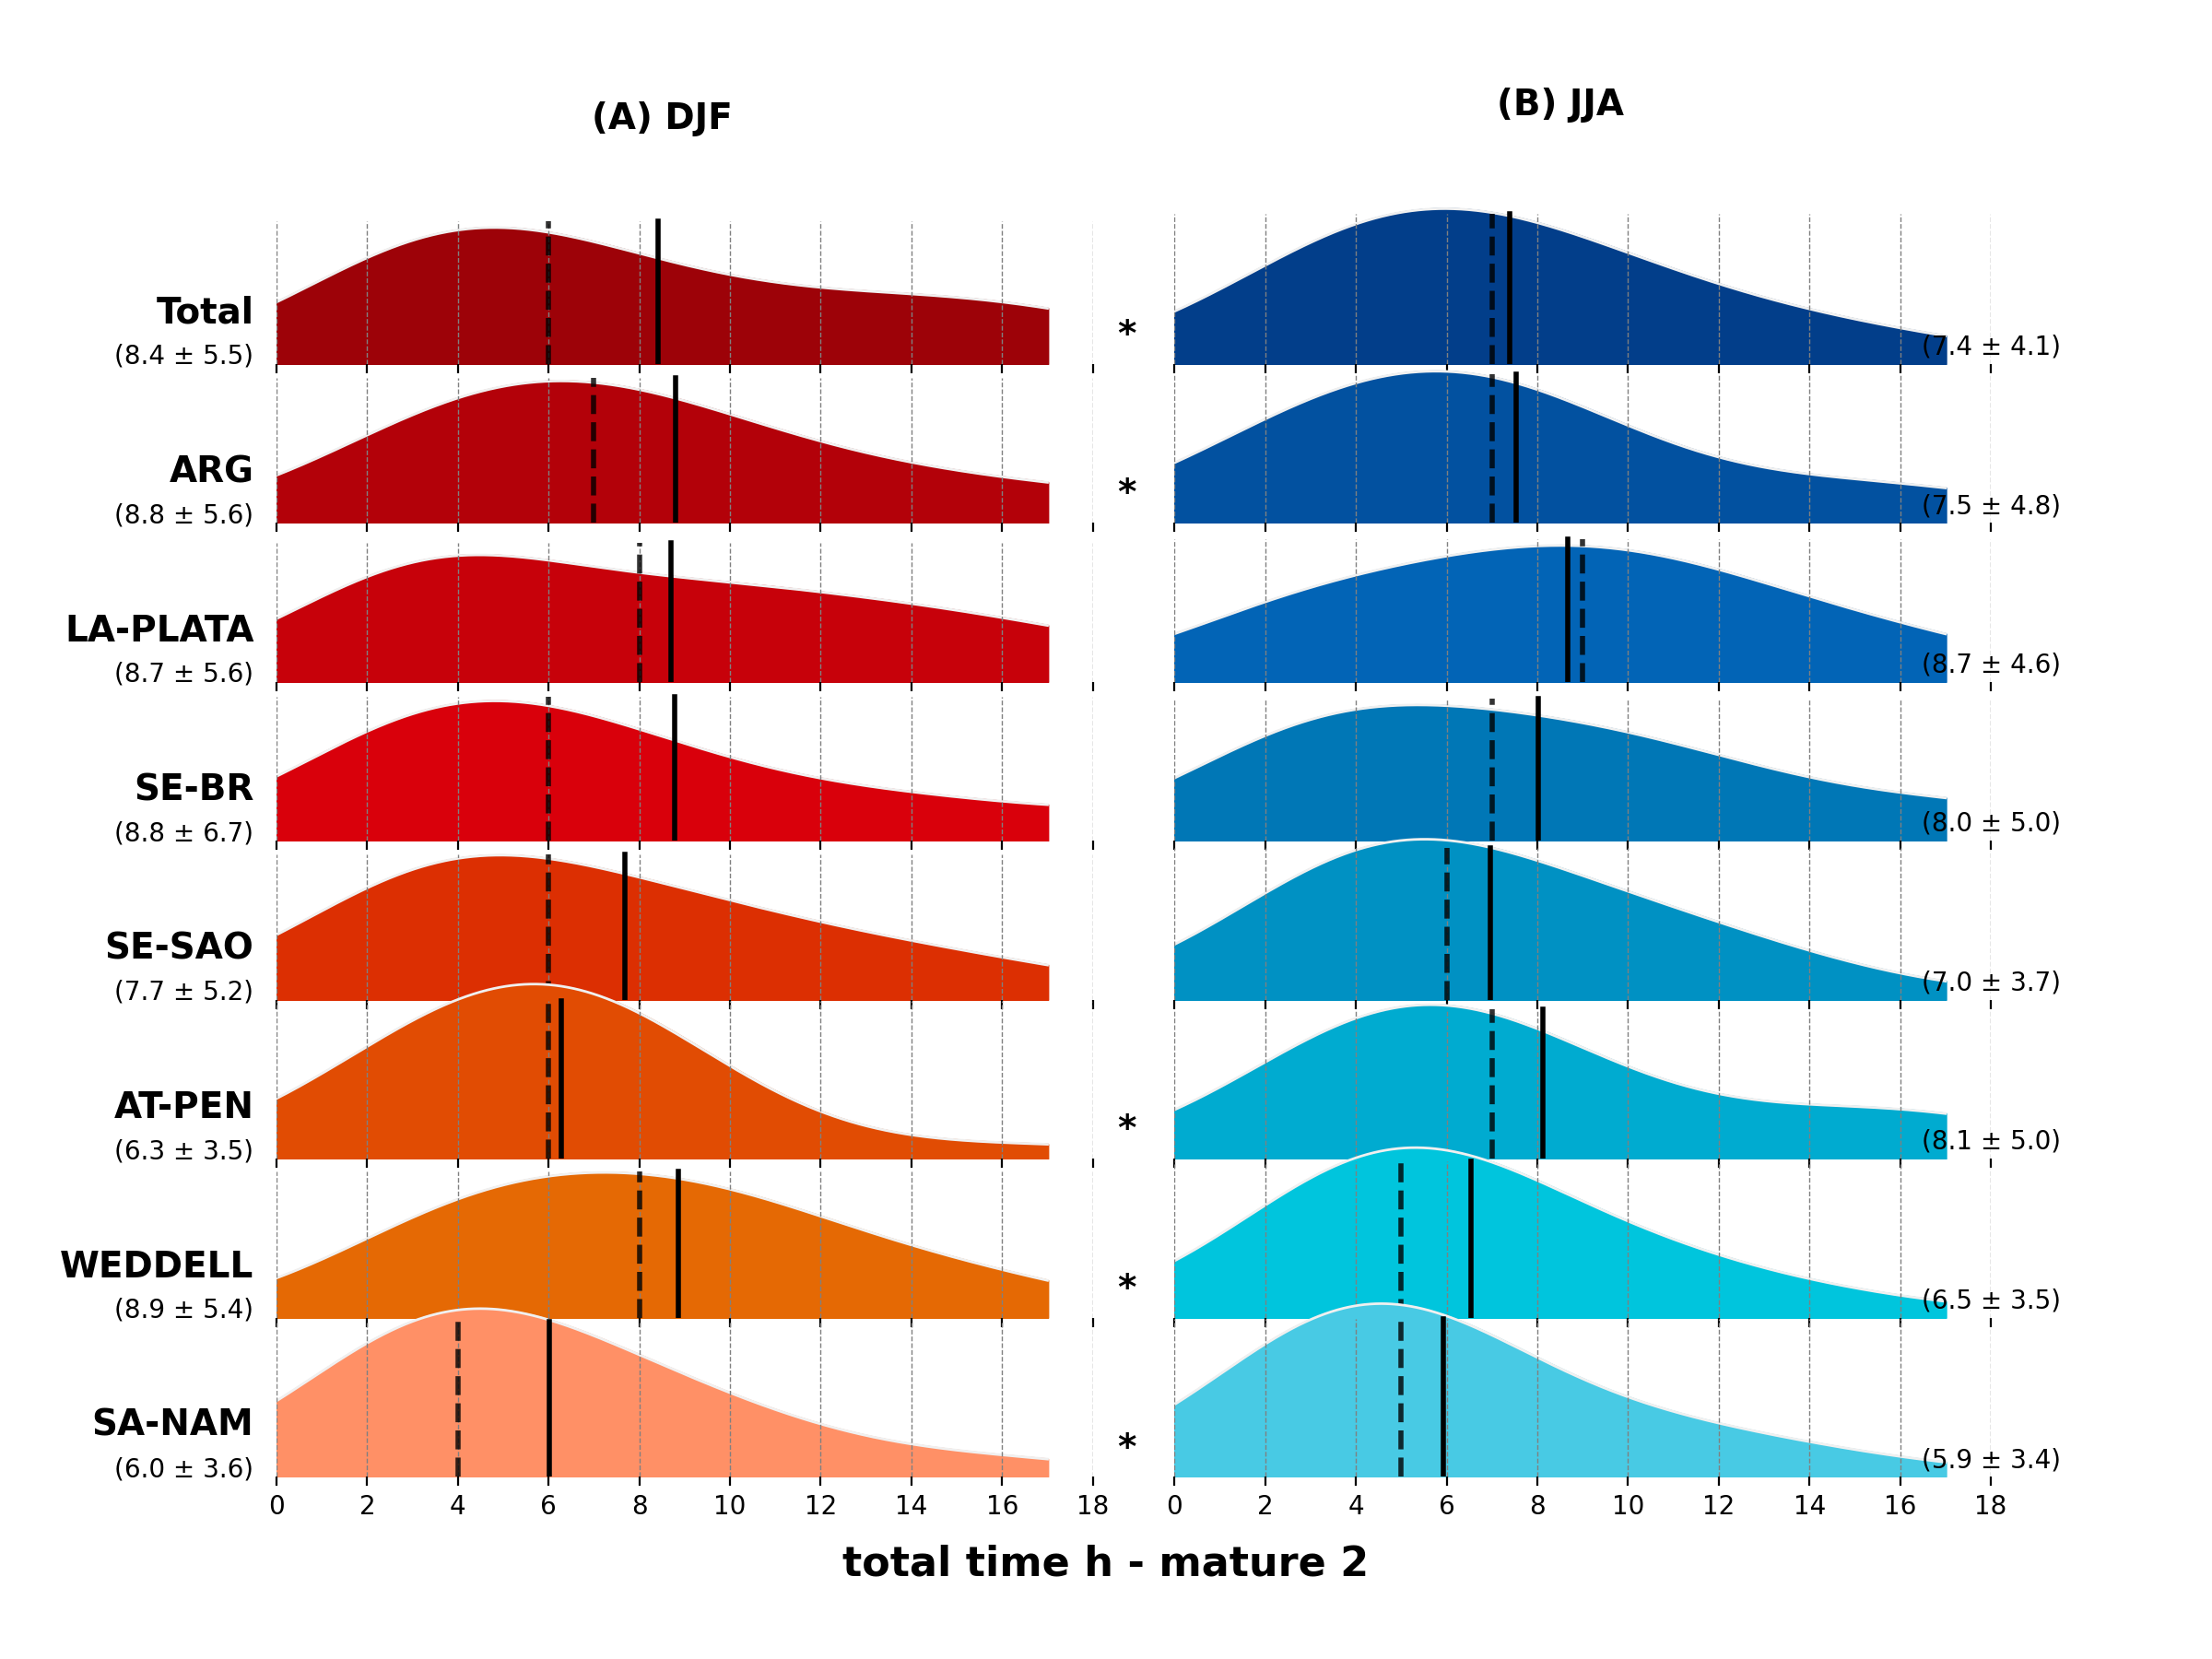 (A) DJF
(B) JJA
Total
(8.4 ± 5.5)
*
(7.4 ± 4.1)
ARG
(8.8 ± 5.6)
*
(7.5 ± 4.8)
LA-PLATA
(8.7 ± 5.6)
(8.7 ± 4.6)
SE-BR
(8.8 ± 6.7)
(8.0 ± 5.0)
SE-SAO
(7.7 ± 5.2)
(7.0 ± 3.7)
AT-PEN
(6.3 ± 3.5)
*
(8.1 ± 5.0)
WEDDELL
(8.9 ± 5.4)
*
(6.5 ± 3.5)
SA-NAM
(6.0 ± 3.6)
*
(5.9 ± 3.4)
0 2 4 6 8 10 12 14 16 18
0 2 4 6 8 10 12 14 16 18
total time h - mature 2